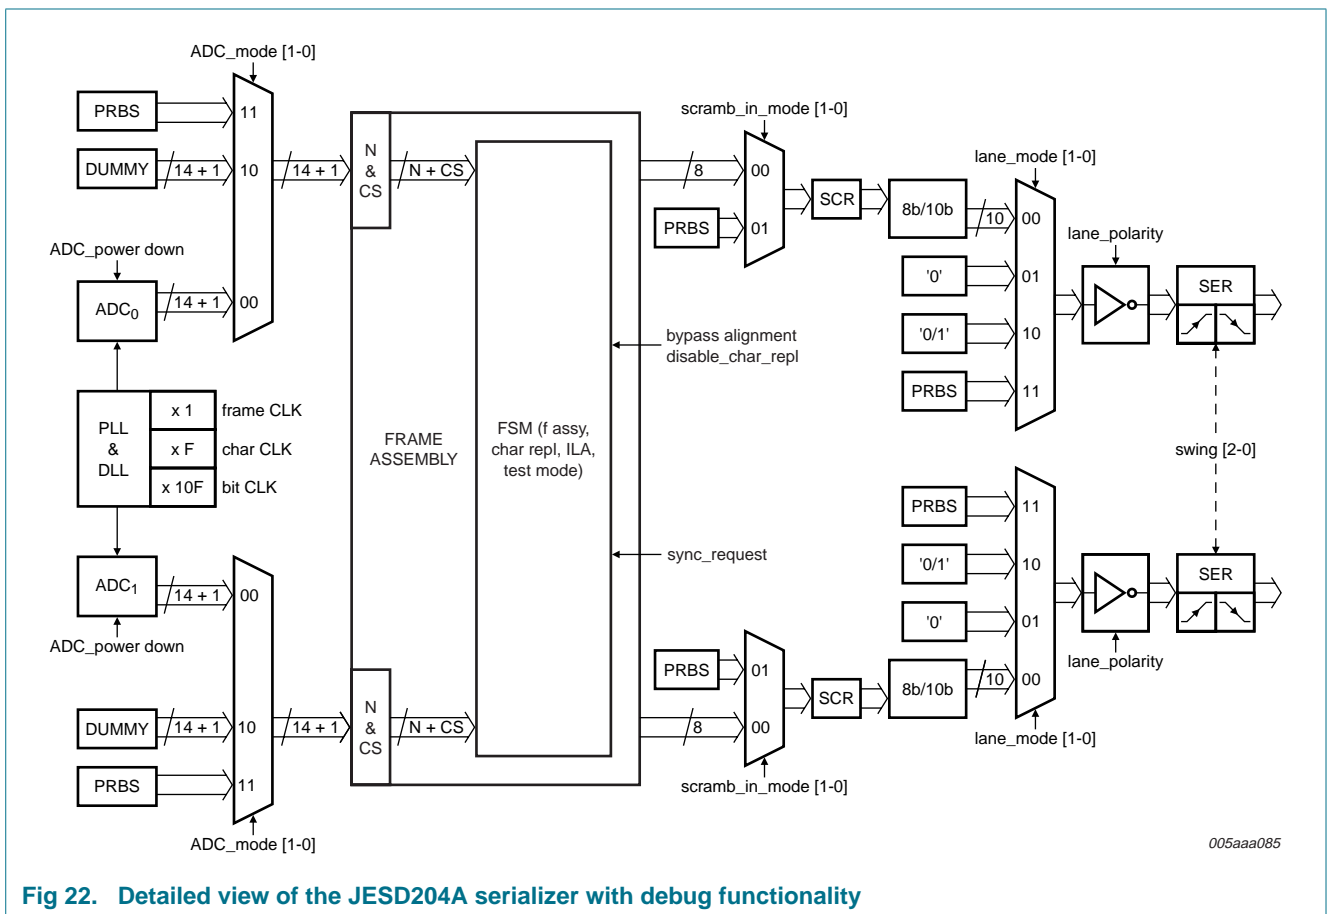 ADC_mode [1-0]
PRBS
11
DUMMY
14 + 1
10
14 + 1
N
&
CS
N + CS
ADC_power down
ADC0
14 + 1
00
PLL
&
DLL
x 1
frame CLK
x F
char CLK
x 10F
bit CLK
ADC1
14 + 1
00
ADC_power down
DUMMY
14 + 1
10
14 + 1
N
&
CS
N + CS
PRBS
11
ADC_mode [1-0]
FRAME
ASSEMBLY
FSM (f assy,
char repl, ILA,
test mode)
bypass alignment
disable_char_repl
sync_request
scramb_in_mode [1-0]
8
00
PRBS
01
SCR
8b/10b
10
lane_mode [1-0]
00
'0'
01
'0/1'
10
PRBS
11
lane_polarity
SER
swing [2-0]
PRBS
11
'0/1'
10
'0'
01
8b/10b
10
00
lane_mode [1-0]
lane_polarity
SER
PRBS
01
8
00
SCR
scramb_in_mode [1-0]
005aaa085
Fig 22. Detailed view of the JESD204A serializer with debug functionality